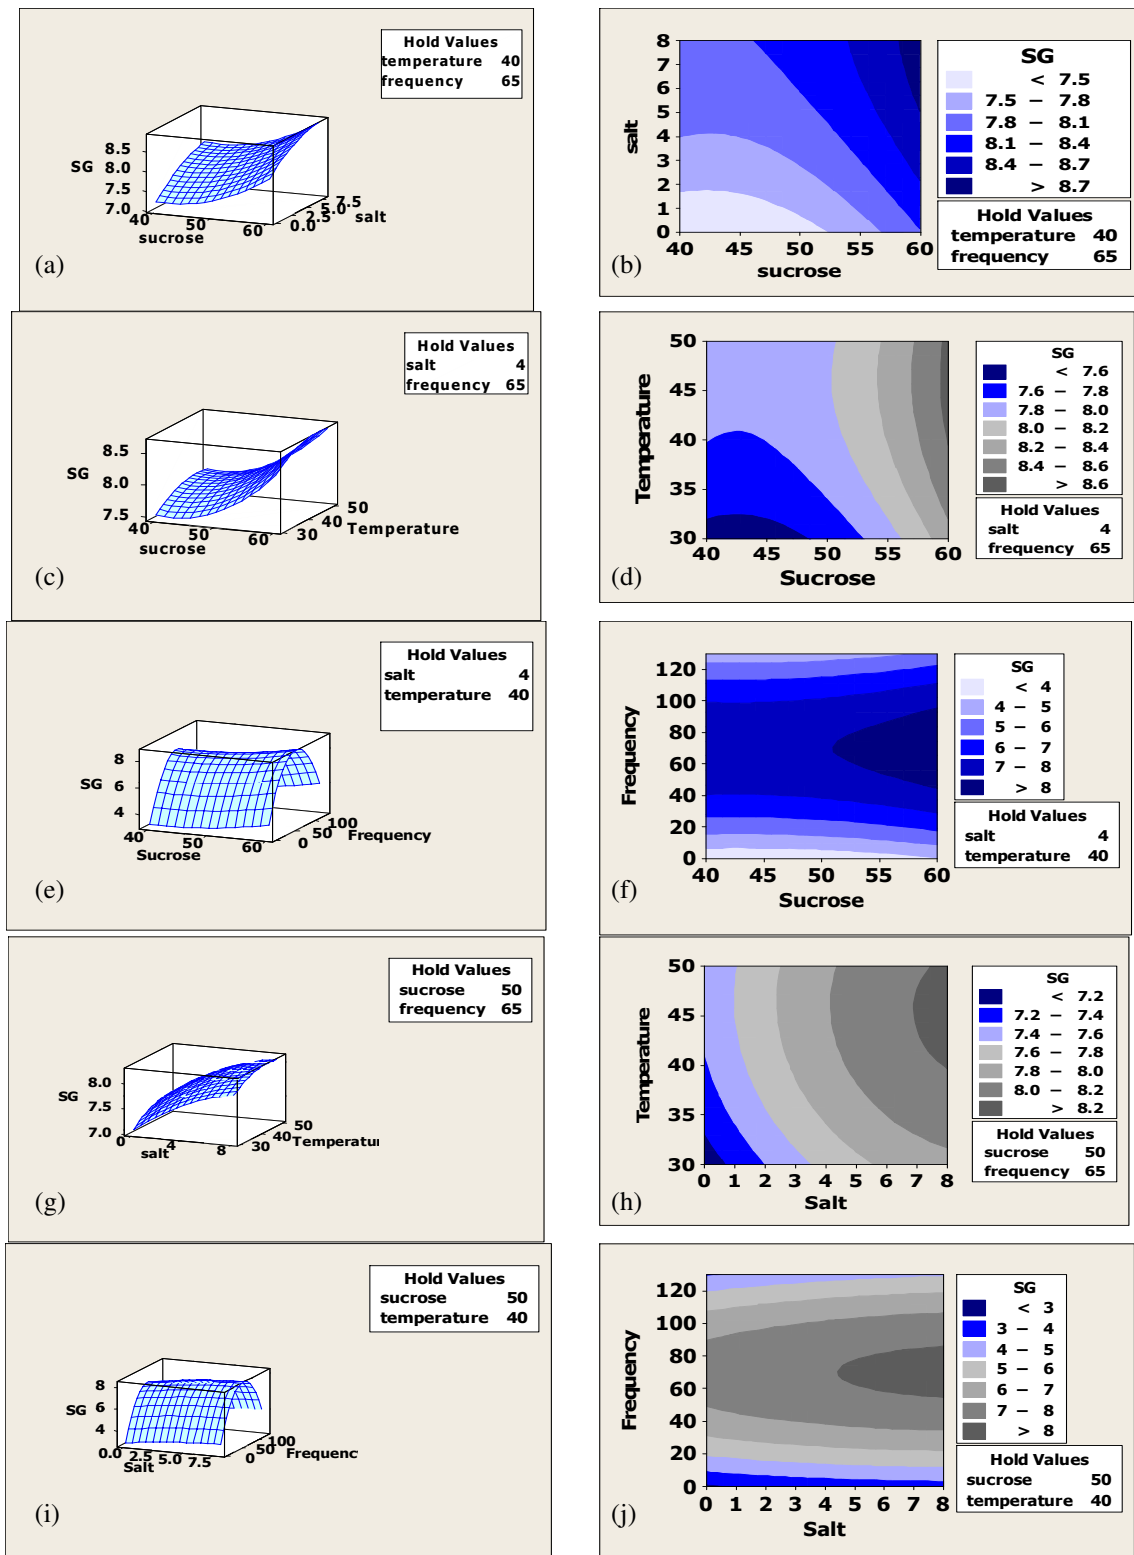 Hold Values
temperature 40
frequency 65
SG
8.5
8.0
7.5
7.0
40
50
60
sucrose
0.0
2.5
5.0
7.5
salt
(a)
8
7
6
5
4
3
2
1
0
salt
40 45 50 55 60
sucrose
SG
< 7.5
7.5 – 7.8
7.8 – 8.1
8.1 – 8.4
8.4 – 8.7
> 8.7
Hold Values
temperature 40
frequency 65
(b)
Hold Values
salt 4
frequency 65
SG
8.5
8.0
7.5
40
50
60
sucrose
30
40
50
Temperature
(c)
50
45
40
35
30
Temperature
40 45 50 55 60
Sucrose
SG
< 7.6
7.6 – 7.8
7.8 – 8.0
8.0 – 8.2
8.2 – 8.4
8.4 – 8.6
> 8.6
Hold Values
salt 4
frequency 65
(d)
Hold Values
salt 4
temperature 40
SG
8
6
4
40
50
60
Sucrose
0
50
100
Frequency
(e)
120
100
80
60
40
20
0
Frequency
40 45 50 55 60
Sucrose
SG
< 4
4 – 5
5 – 6
6 – 7
7 – 8
> 8
Hold Values
salt 4
temperature 40
(f)
Hold Values
sucrose 50
frequency 65
SG
8.0
7.5
7.0
0
4
8
salt
30
40
50
Temperatu
(g)
50
45
40
35
30
Temperature
0 1 2 3 4 5 6 7 8
Salt
SG
< 7.2
7.2 – 7.4
7.4 – 7.6
7.6 – 7.8
7.8 – 8.0
8.0 – 8.2
> 8.2
Hold Values
sucrose 50
frequency 65
(h)
Hold Values
sucrose 50
temperature 40
SG
8
6
4
0.0
2.5
5.0
7.5
Salt
0
50
100
Frequenc
(i)
120
100
80
60
40
20
0
Frequency
0 1 2 3 4 5 6 7 8
Salt
SG
< 3
3 – 4
4 – 5
5 – 6
6 – 7
7 – 8
> 8
Hold Values
sucrose 50
temperature 40
(j)